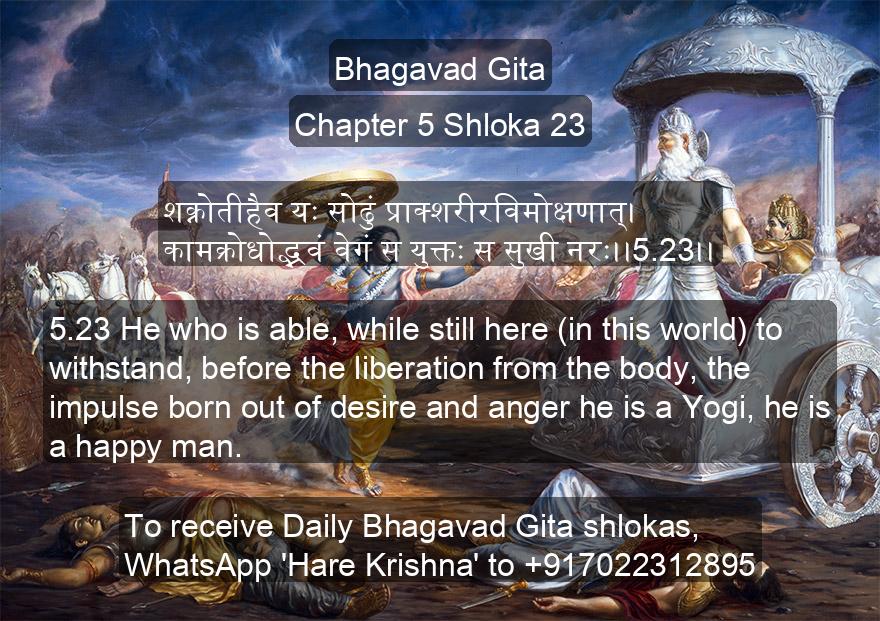 Bhagavad Gita
Chapter 5 Shloka 23
शक्नोतीहैव यः सोढुं प्राक्शरीरविमोक्षणात्।
कामक्रोधोद्भवं वेगं स युक्तः स सुखी नरः।।5.23।।
5.23 He who is able, while still here (in this world) to
withstand, before the liberation from the body, the
impulse born out of desire and anger he is a Yogi, he is
a happy man.
To receive Daily Bhagavad Gita shlokas,
WhatsApp 'Hare Krishna' to +917022312895